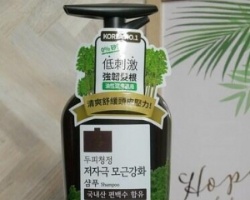 KOREA NO.1
低刺激
強韌髮根
清爽舒緩頭皮壓力!
두피청정
저자극 모근강화
샴푸 Shampoo
국내산 편백수 함유
Hope